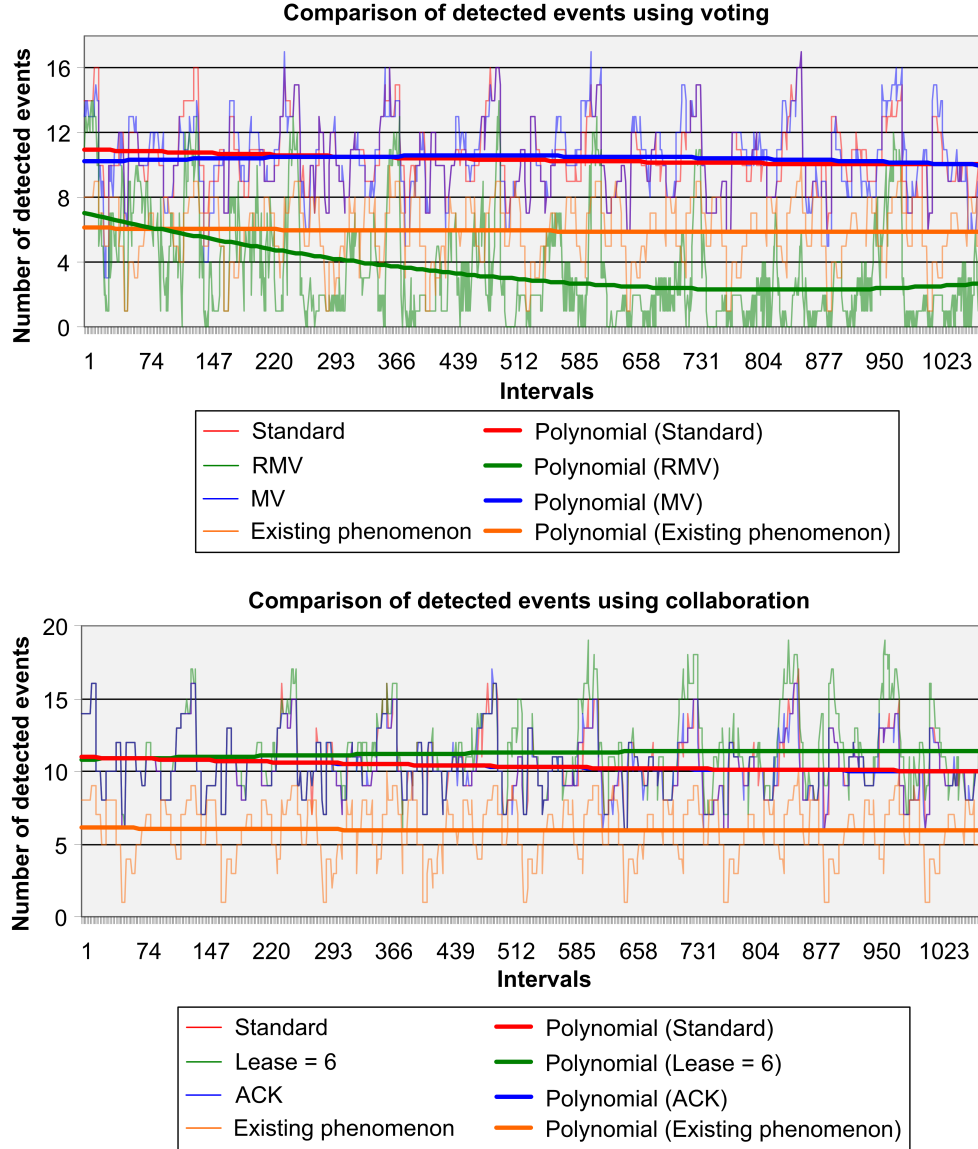 Comparison of detected events using voting
Number of detected events
16
12
8
4
0
1 74 147 220 293 366 439 512 585 658 731 804 877 950 1023
Intervals
Standard Polynomial (Standard)
RMV Polynomial (RMV)
MV Polynomial (MV)
Existing phenomenon Polynomial (Existing phenomenon)
Comparison of detected events using collaboration
Number of detected events
20
15
10
5
0
1 74 147 220 293 366 439 512 585 658 731 804 877 950 1023
Intervals
Standard Polynomial (Standard)
Lease = 6 Polynomial (Lease = 6)
ACK Polynomial (ACK)
Existing phenomenon Polynomial (Existing phenomenon)